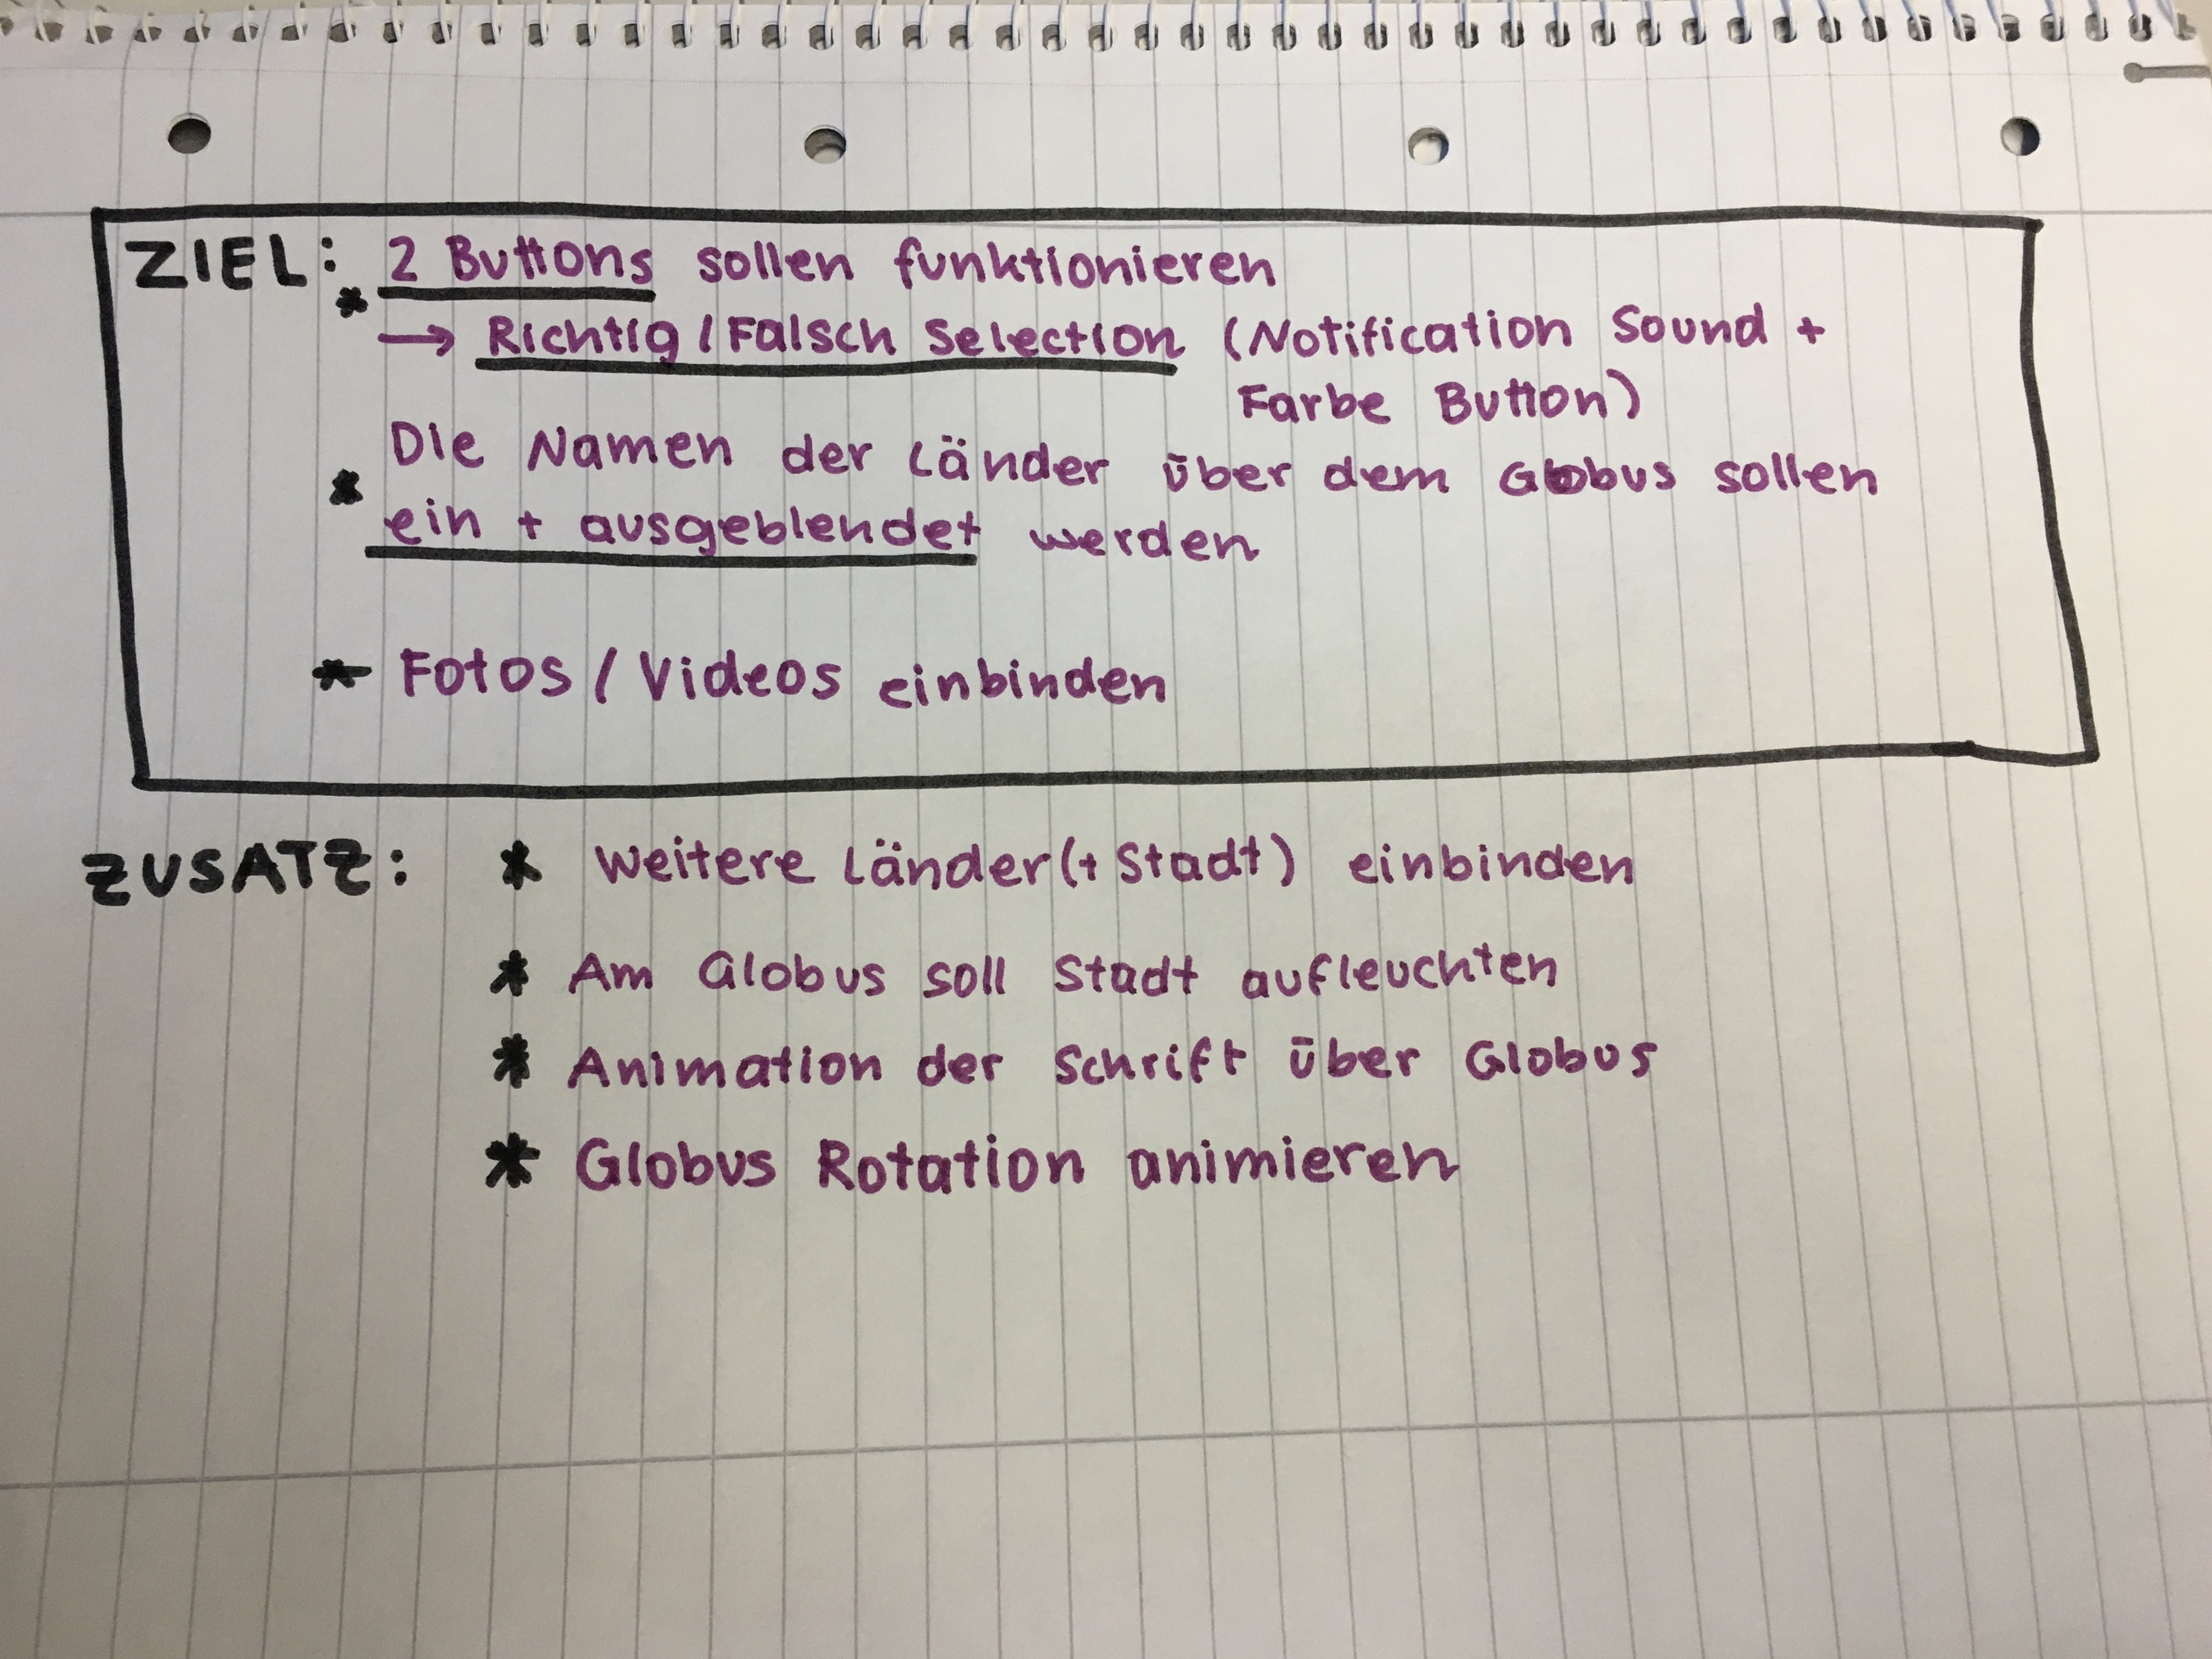 ZIEL: * 2 Buttons sollen funktionieren
→ Richtig / Falsch Selection (Notification Sound +
Farbe Button)
* Die Namen der Länder über dem Globus sollen
ein + ausgeblendet werden
* Fotos / Videos einbinden
ZUSATZ: * Weitere Länder (+ Stadt) einbinden
* Am Globus soll Stadt aufleuchten
* Animation der Schrift über Globus
* Globus Rotation animieren